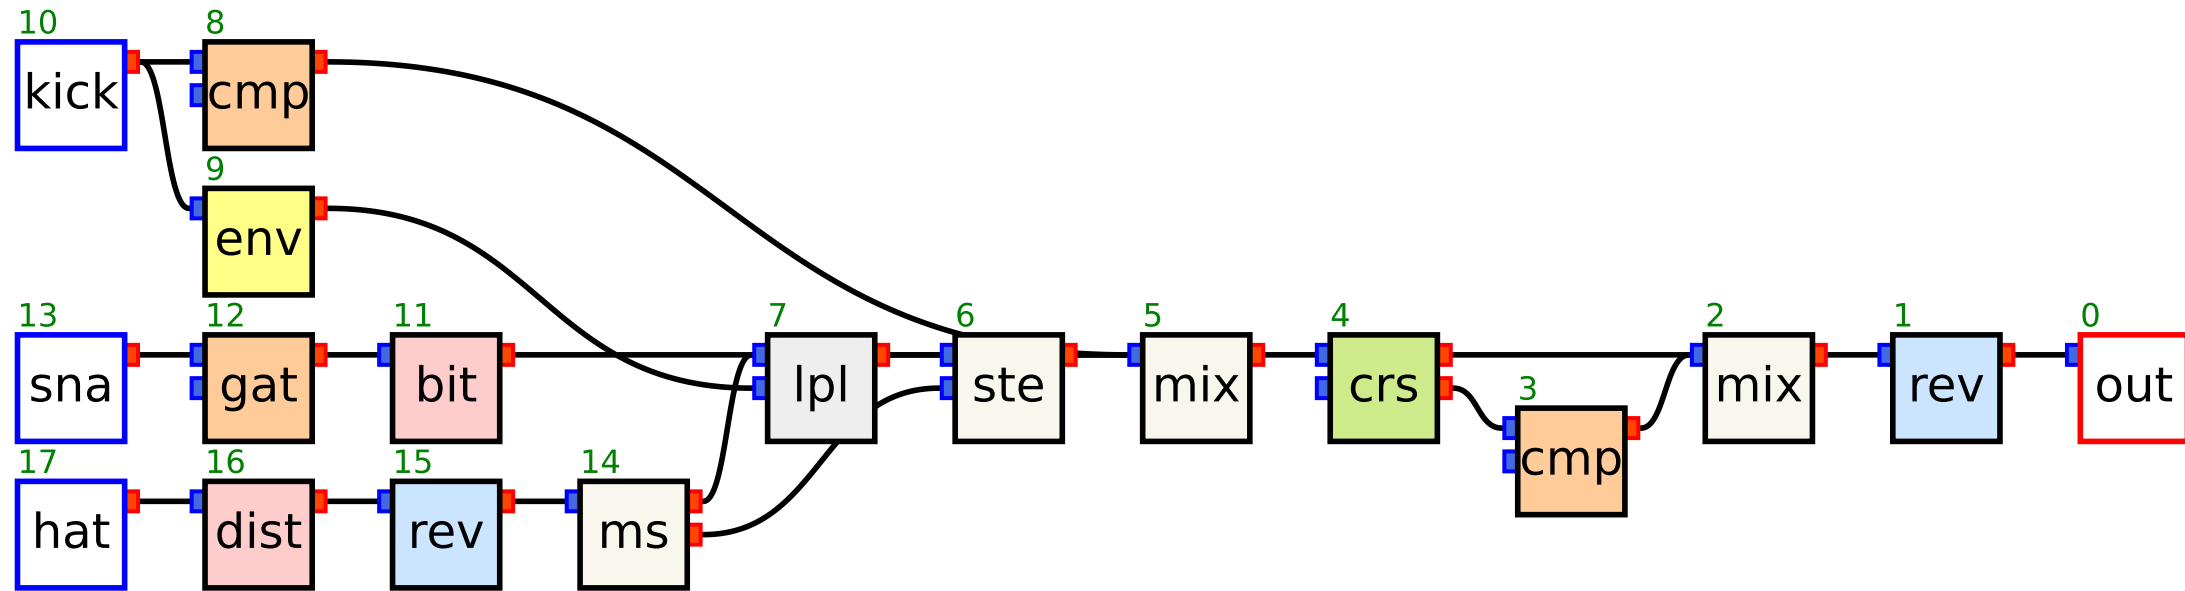 10
kick
8
cmp
9
env
13
sna
12
gat
11
bit
7
lpl
6
ste
5
mix
4
crs
3
cmp
2
mix
1
rev
0
out
17
hat
16
dist
15
rev
14
ms